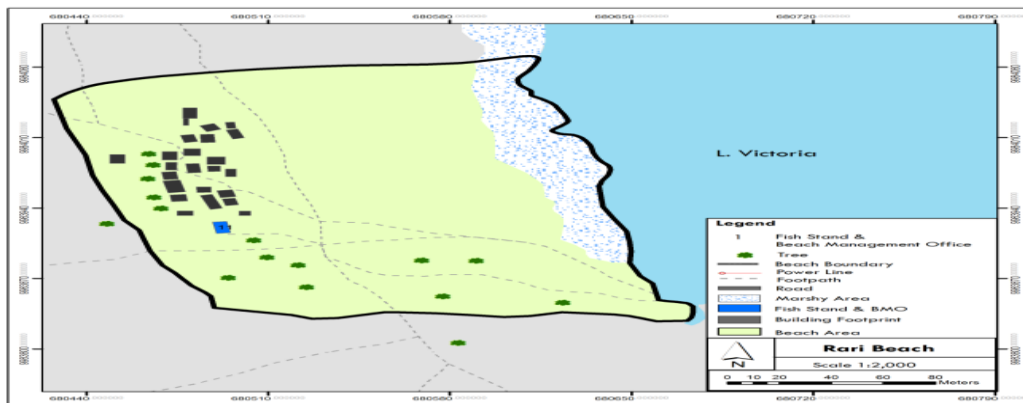 680440 680510 680580 680650 680720 680790
L. Victoria
Legend
1 Fish Stand &
Beach Management Office
Tree
Beach Boundary
Power Line
Footpath
Road
Marshy Area
Fish Stand & BMO
Building Footprint
Beach Area
N
Rari Beach
Scale 1:2,000
0 10 20 40 60 80
Meters
680440 680510 680580 680650 680720 680790